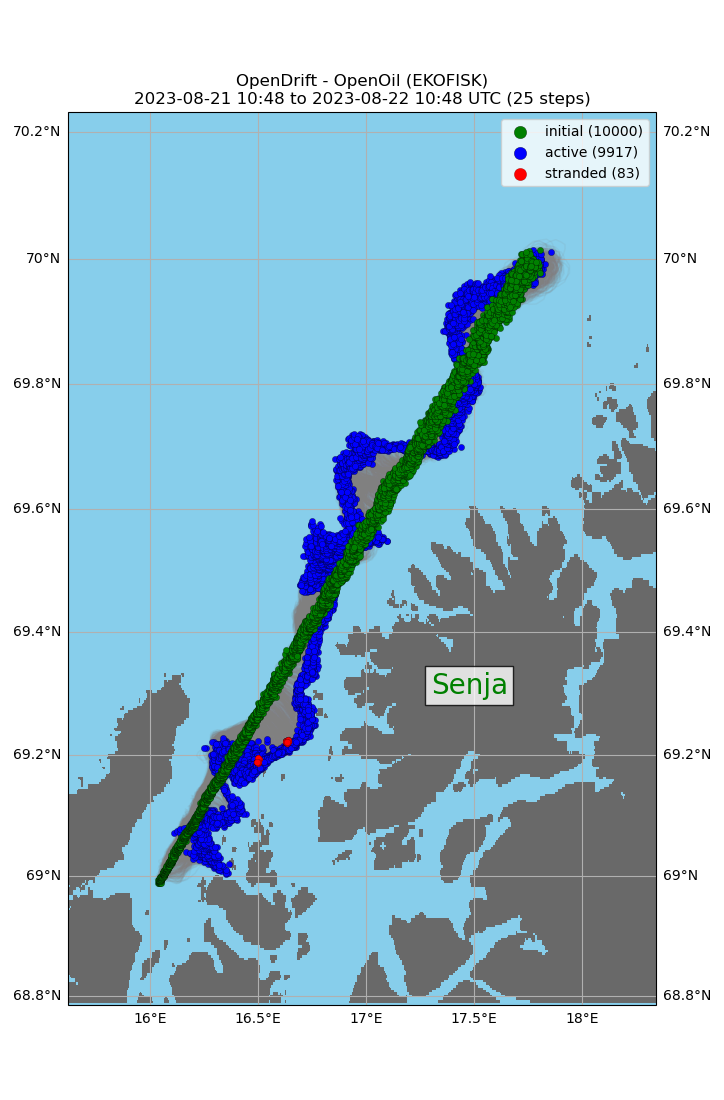 OpenDrift - OpenOil (EKOFISK)
2023-08-21 10:48 to 2023-08-22 10:48 UTC (25 steps)
70.2°N
70.2°N
initial (10000)
active (9917)
stranded (83)
70°N
70°N
69.8°N
69.8°N
69.6°N
69.6°N
69.4°N
69.4°N
Senja
69.2°N
69.2°N
69°N
69°N
68.8°N
68.8°N
16°E
16.5°E
17°E
17.5°E
18°E